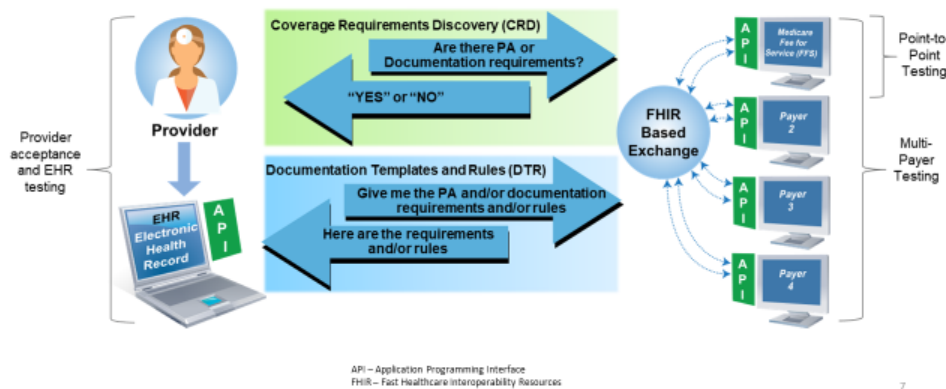 Coverage Requirements Discovery (CRD)
Are there PA or
Documentation requirements?
“YES” or “NO”
Provider
Provider
acceptance
and EHR
testing
EHR
Electronic
Health
Record
API
Documentation Templates and Rules (DTR)
Give me the PA and/or documentation
requirements and/or rules
Here are the requirements
and/or rules
FHIR
Based
Exchange
API
Medicare
Fee for
Service (FFS)
API
Payer
2
API
Payer
3
API
Payer
4
Point-to
Point
Testing
Multi-
Payer
Testing
API – Application Programming Interface
FHIR – Fast Healthcare Interoperability Resources
7